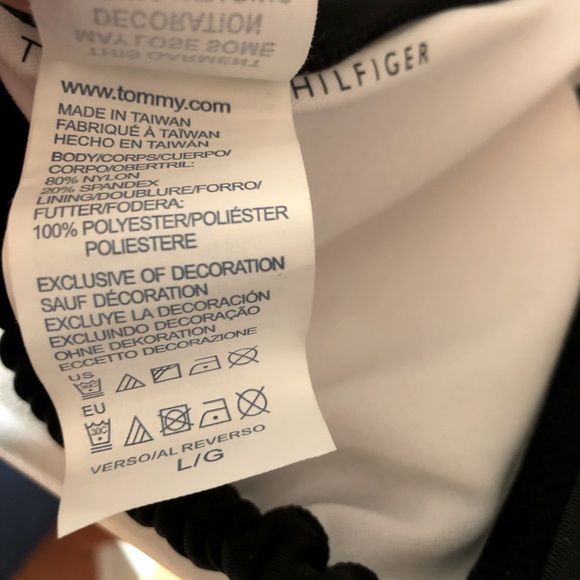 DECORATION
MAY LOSE SOME
THIS GARMENT
T HILFIGER
www.tommy.com
MADE IN TAIWAN
FABRIQUÉ À TAÏWAN
HECHO EN TAIWÁN
BODY/CORPS/CUERPO/
CORPO/OBERTRIL:
80% NYLON
20% SPANDEX
LINING/DOUBLURE/FORRO/
FUTTER/FODERA:
100% POLYESTER/POLIÉSTER
POLIESTERE
EXCLUSIVE OF DECORATION
SAUF DÉCORATION
EXCLUYE LA DECORACIÓN
EXCLUINDO DECORAÇÃO
OHNE DEKORATION
ECCETTO DECORAZIONE
US
EU
30C
VERSO/AL REVERSO
L/G